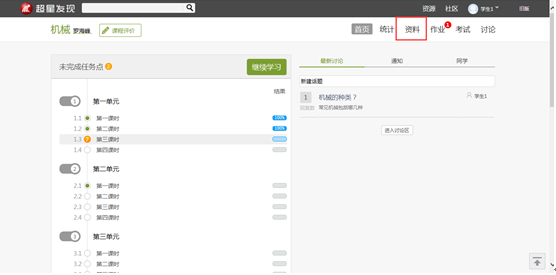 超星发现
资源 社区 学生1 旧版
机械 罗海峰, 课程评价
首页 统计 资料 作业 1 考试 讨论
未完成任务点 继续学习
最新讨论 通知 同学
结果
新建话题
1 第一单元
1 机械的种类? 学生1
常见机械包括哪几种
1.1 第一课时
1.2 第二课时
1.3 第三课时
1.4 第四课时
进入讨论区
2 第二单元
2.1 第一课时
2.2 第二课时
2.3 第三课时
2.4 第四课时
3 第三单元
3.1 第一课时
3.2 第二课时